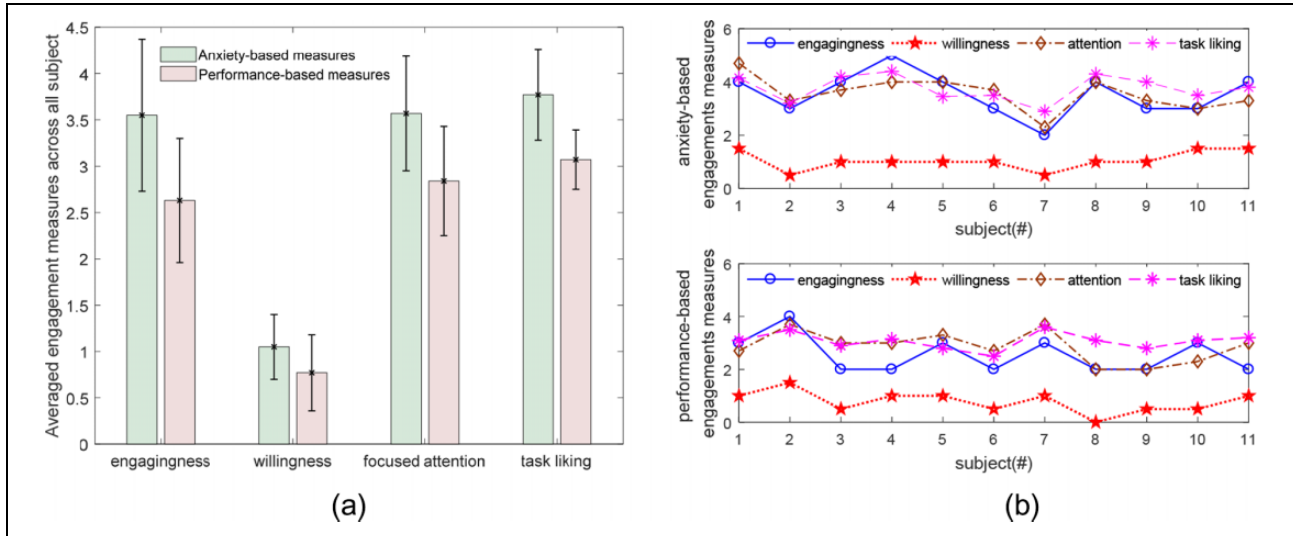 Averaged engagement measures across all subject
4.5
4
3.5
3
2.5
2
1.5
1
0.5
0
Anxiety-based measures
Performance-based measures
engagingness willingness focused attention task liking
(a)
anxiety-based
engagements measures
6
4
2
0
engagingness willingness attention task liking
1 2 3 4 5 6 7 8 9 10 11
subject(#)
performance-based
engagements measures
6
4
2
0
engagingness willingness attention task liking
1 2 3 4 5 6 7 8 9 10 11
subject(#)
(b)